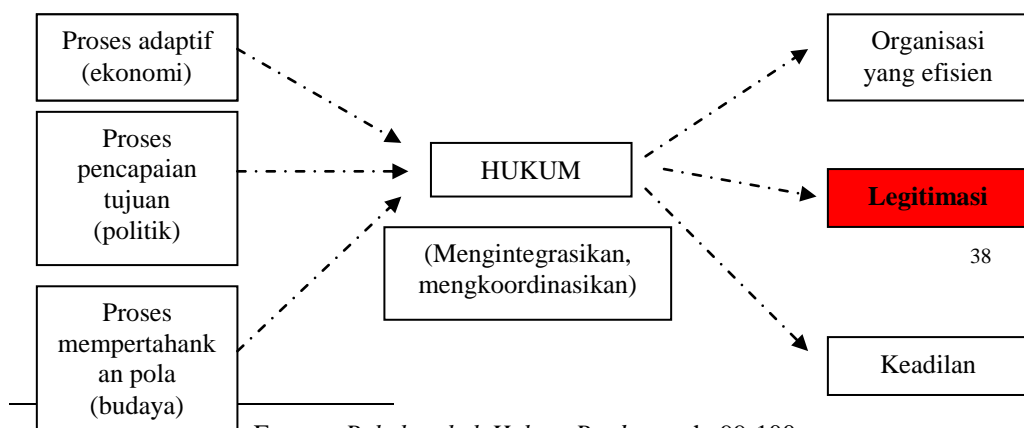 Proses adaptif
(ekonomi)
Proses
pencapaian
tujuan
(politik)
Proses
mempertahank
an pola
(budaya)
HUKUM
(Mengintegrasikan,
mengkoordinasikan)
Organisasi
yang efisien
Legitimasi
38
Keadilan